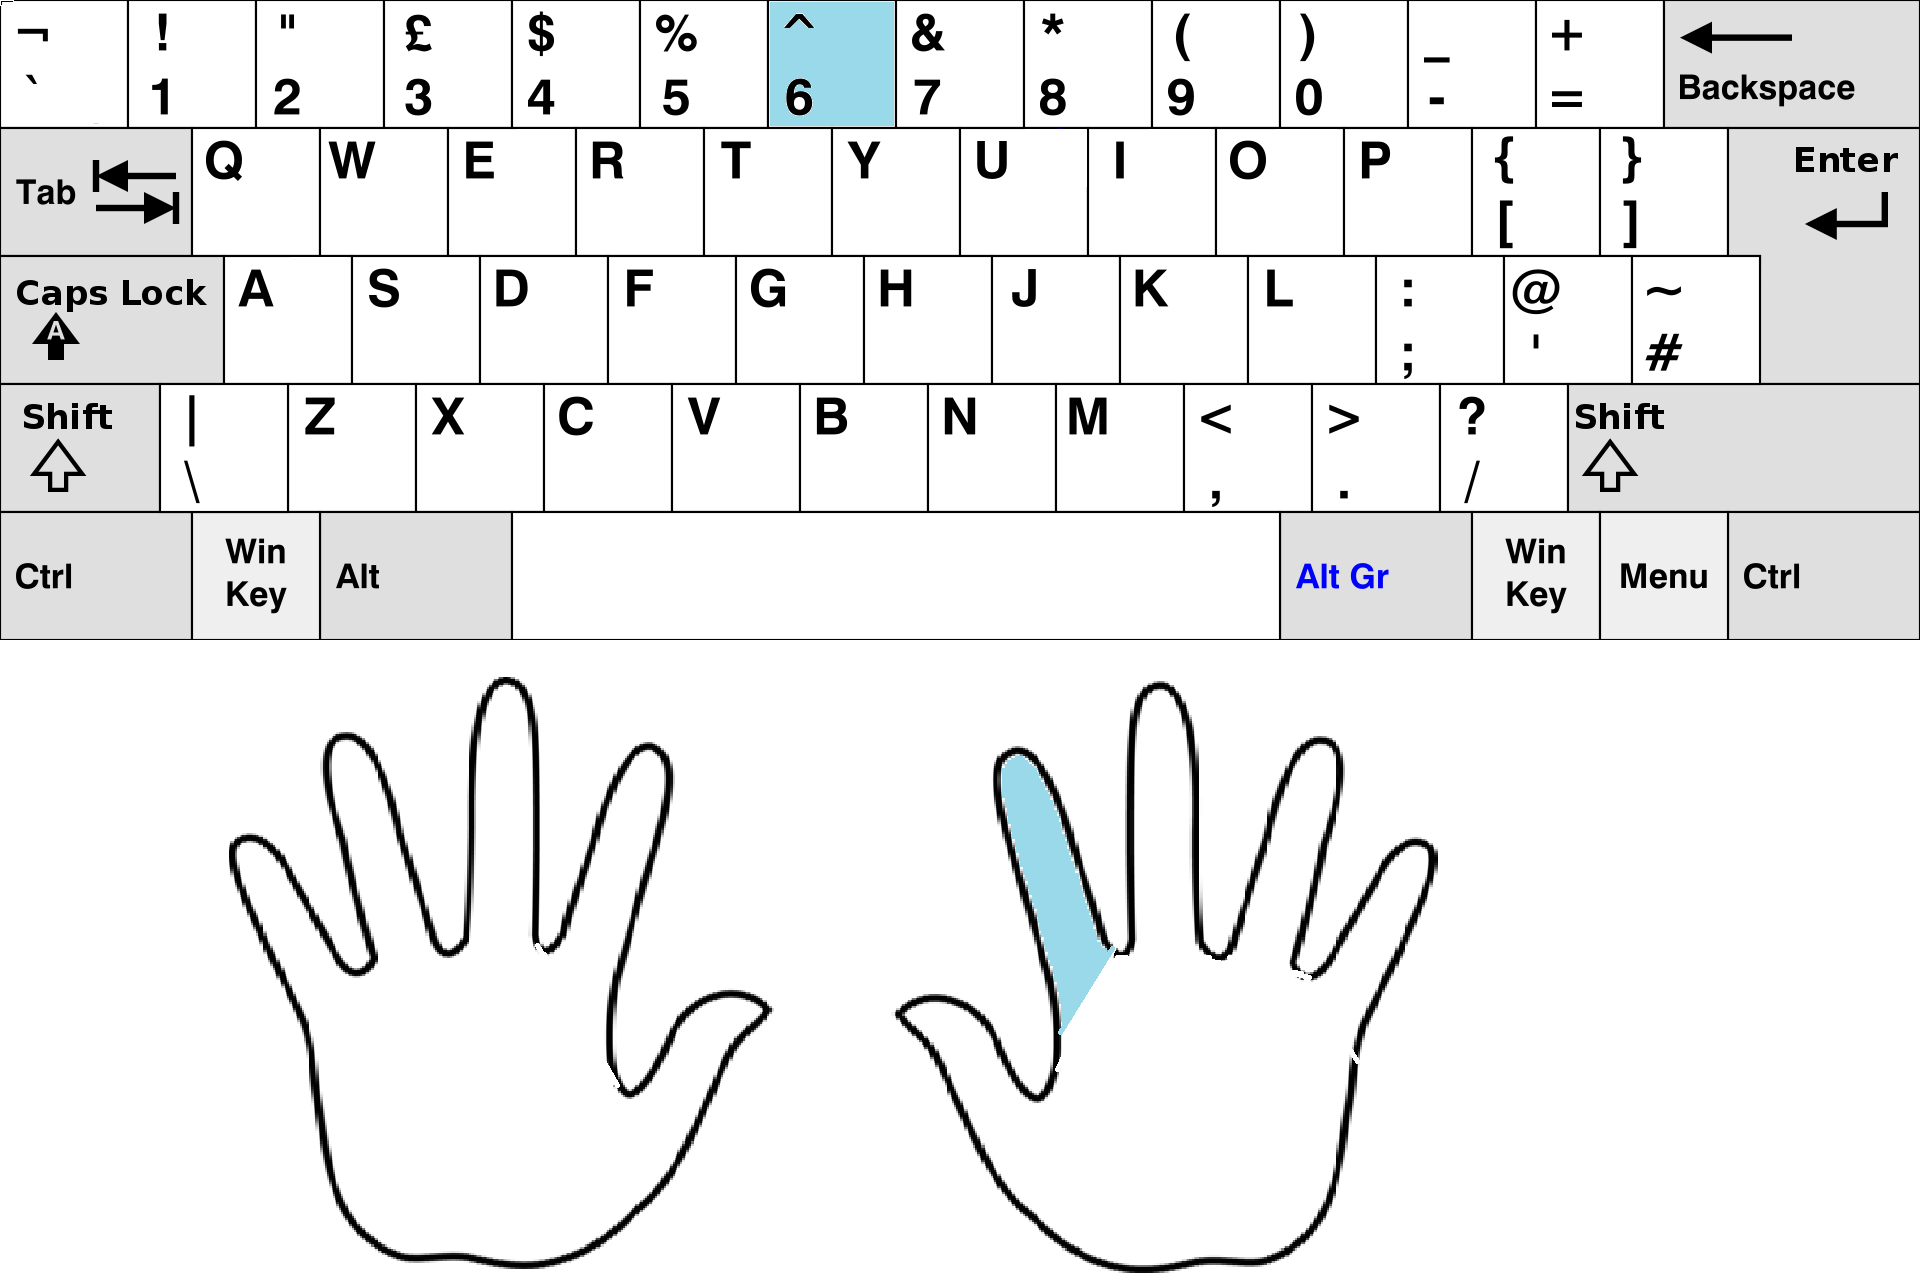 ¬ ! " £ $ % ^ & * ( ) _ +
` 1 2 3 4 5 6 7 8 9 0 - = Backspace
Tab Q W E R T Y U I O P { } Enter
[ ]
Caps Lock A S D F G H J K L : @ ~
A ; ' #
Shift | Z X C V B N M < > ? Shift
\ , . /
Ctrl Win Key Alt Alt Gr Win Key Menu Ctrl